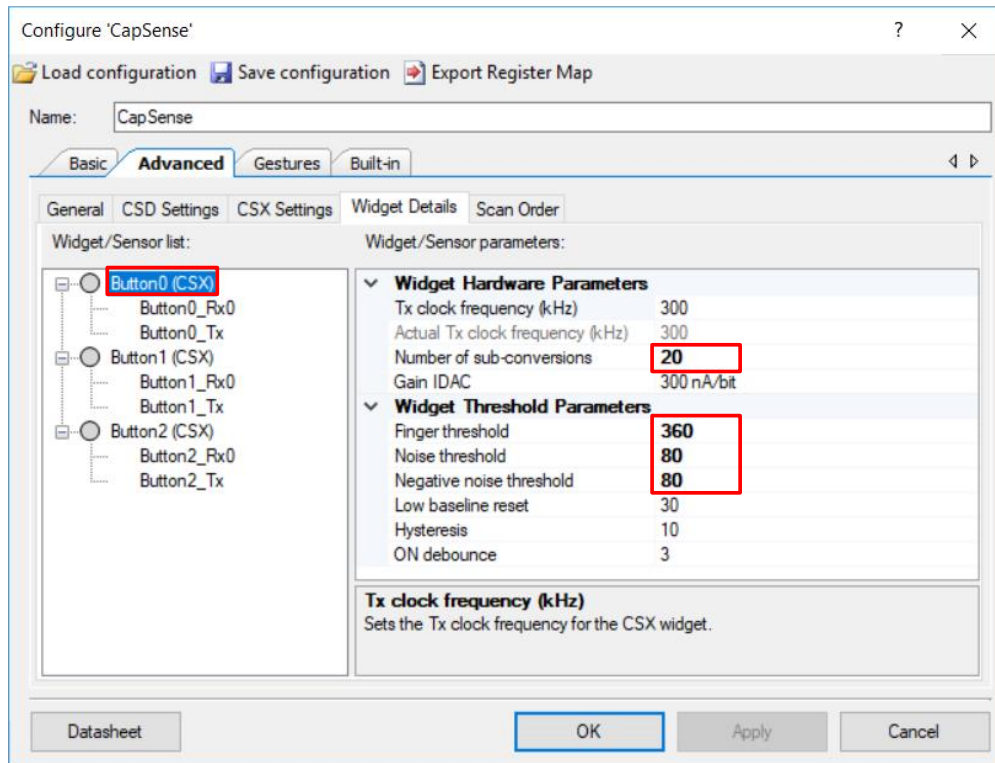 Configure 'CapSense' ?
Load configuration Save configuration Export Register Map
Name: CapSense
Basic Advanced Gestures Built-in
General CSD Settings CSX Settings Widget Details Scan Order
Widget/Sensor list: Widget/Sensor parameters:
Button0 (CSX)
Button0_Rx0
Button0_Tx
Button1 (CSX)
Button1_Rx0
Button1_Tx
Button2 (CSX)
Button2_Rx0
Button2_Tx
Widget Hardware Parameters
Tx clock frequency (kHz) 300
Actual Tx clock frequency (kHz) 300
Number of sub-conversions 20
Gain IDAC 300 nA/bit
Widget Threshold Parameters
Finger threshold 360
Noise threshold 80
Negative noise threshold 80
Low baseline reset 30
Hysteresis 10
ON debounce 3
Tx clock frequency (kHz)
Sets the Tx clock frequency for the CSX widget.
Datasheet OK Apply Cancel